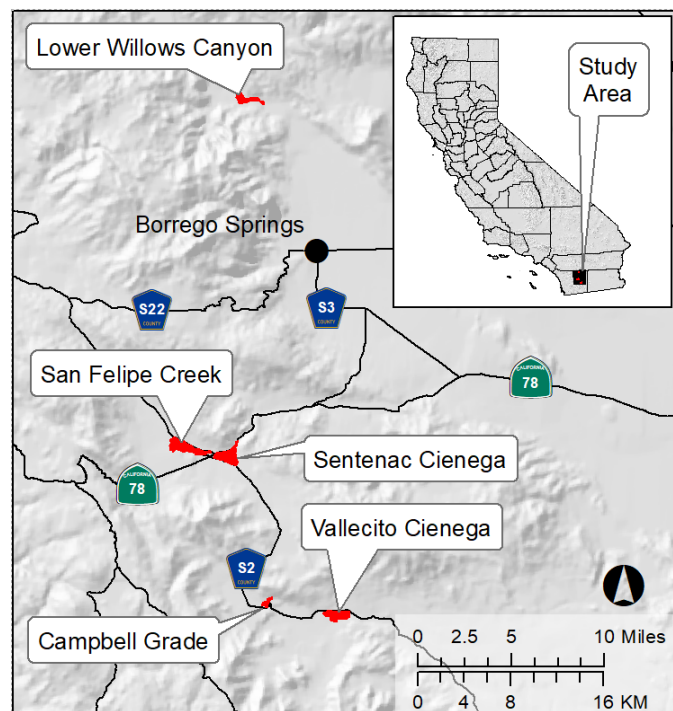 Lower Willows Canyon
Study
Area
Borrego Springs
COUNTY
S22
COUNTY
S3
COUNTY
CALIFORNIA
78
San Felipe Creek
Sentenac Cienega
CALIFORNIA
78
Vallecito Cienega
S2
COUNTY
Campbell Grade
0 2.5 5 10 Miles
0 4 8 16 KM